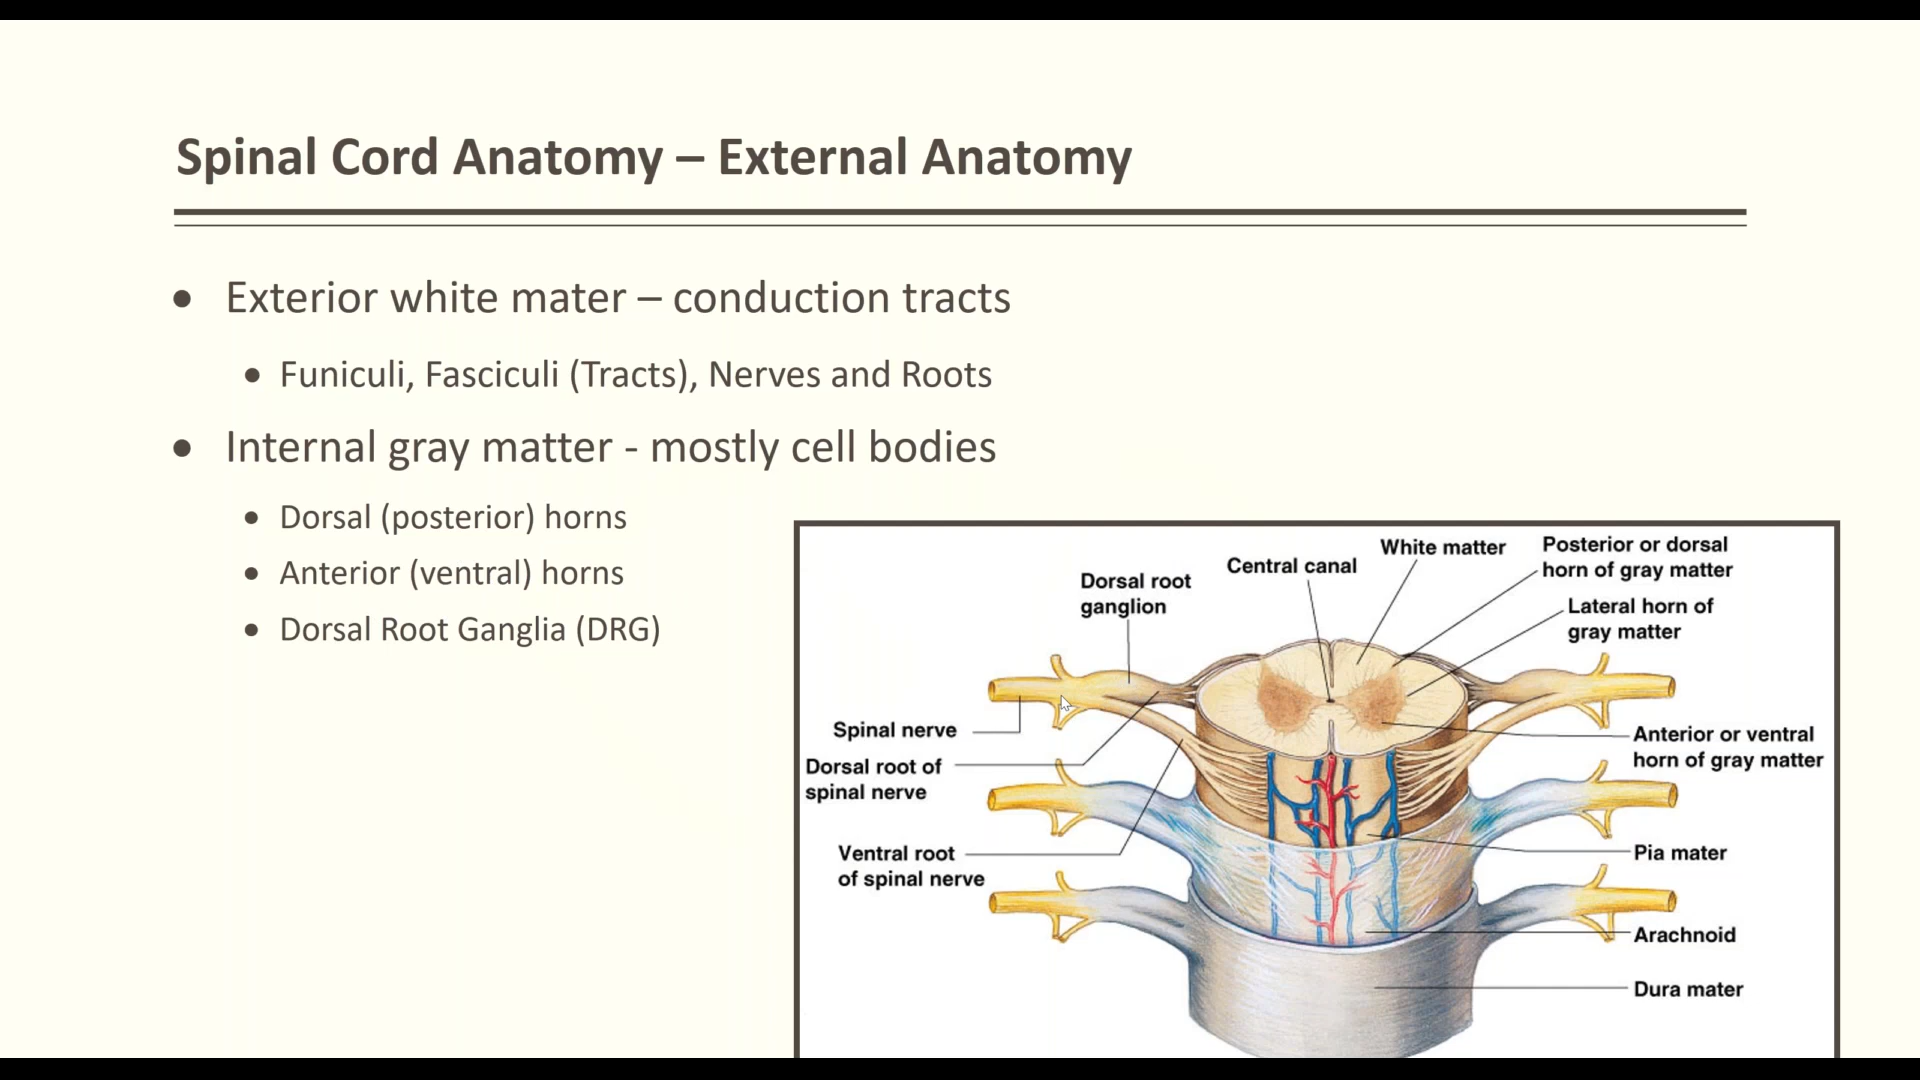 Spinal Cord Anatomy – External Anatomy
• Exterior white mater – conduction tracts
• Funiculi, Fasciculi (Tracts), Nerves and Roots
• Internal gray matter - mostly cell bodies
• Dorsal (posterior) horns
• Anterior (ventral) horns
• Dorsal Root Ganglia (DRG)
Dorsal root
ganglion
Central canal
White matter
Posterior or dorsal
horn of gray matter
Lateral horn of
gray matter
Spinal nerve
Dorsal root of
spinal nerve
Ventral root
of spinal nerve
Anterior or ventral
horn of gray matter
Pia mater
Arachnoid
Dura mater